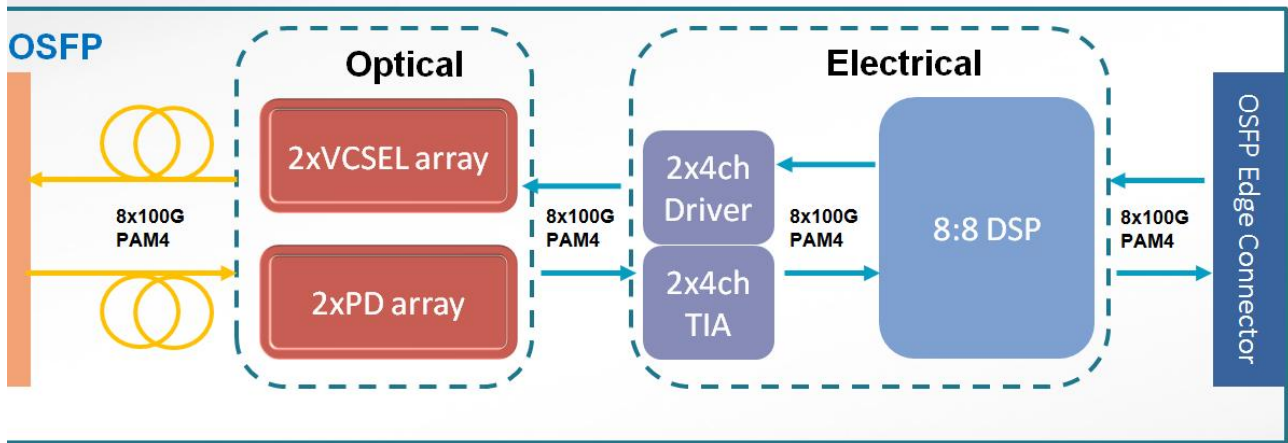 OSFP
Optical
Electrical
2xVCSEL array
2xPD array
8x100G
PAM4
8x100G
PAM4
2x4ch
Driver
2x4ch
TIA
8x100G
PAM4
8:8 DSP
8x100G
PAM4
OSFP Edge Connector